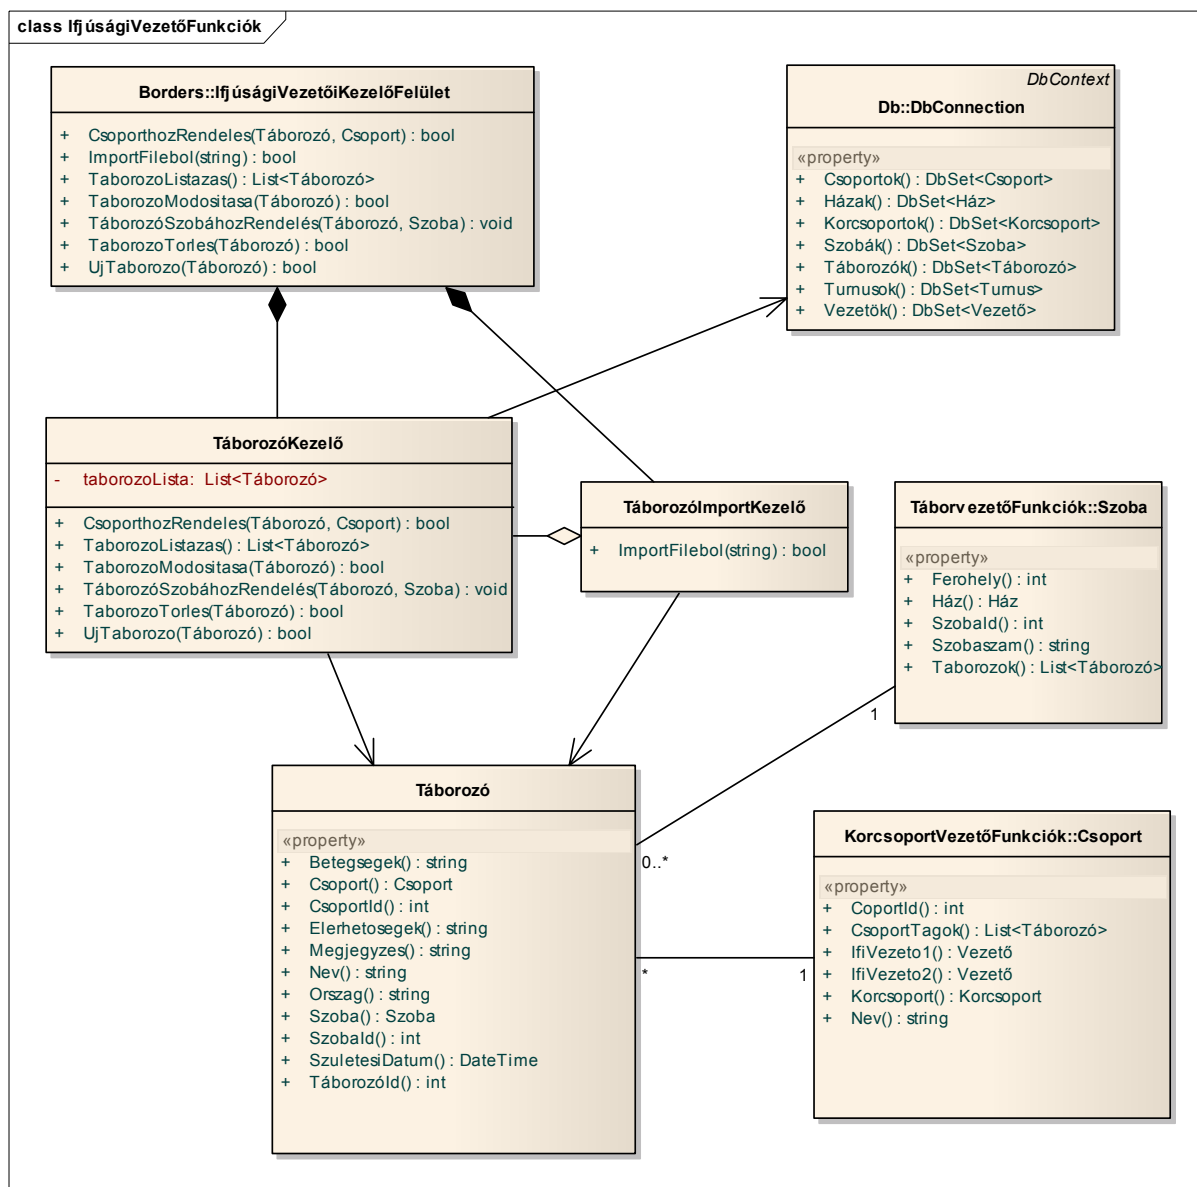 class IfjúságiVezetőFunkciók
Borders::IfjúságiVezetőiKezelőFelület
+ CsoporthozRendeles(Táborozó, Csoport) : bool
+ ImportFilebol(string) : bool
+ TaborozoListazas() : List<Táborozó>
+ TaborozoModositasa(Táborozó) : bool
+ TáborozóSzobáhozRendelés(Táborozó, Szoba) : void
+ TaborozoTorles(Táborozó) : bool
+ UjTaborozo(Táborozó) : bool
DbContext
Db::DbConnection
«property»
+ Csoportok() : DbSet<Csoport>
+ Házak() : DbSet<Ház>
+ Korcsoportok() : DbSet<Korcsoport>
+ Szobák() : DbSet<Szoba>
+ Táborozók() : DbSet<Táborozó>
+ Turnusok() : DbSet<Turnus>
+ Vezetök() : DbSet<Vezető>
TáborozóKezelő
- taborozoLista: List<Táborozó>
+ CsoporthozRendeles(Táborozó, Csoport) : bool
+ TaborozoListazas() : List<Táborozó>
+ TaborozoModositasa(Táborozó) : bool
+ TáborozóSzobáhozRendelés(Táborozó, Szoba) : void
+ TaborozoTorles(Táborozó) : bool
+ UjTaborozo(Táborozó) : bool
TáborozóImportKezelő
+ ImportFilebol(string) : bool
TáborvezetőFunkciók::Szoba
«property»
+ Ferohely() : int
+ Ház() : Ház
+ SzobaId() : int
+ Szobaszam() : string
+ Taborozok() : List<Táborozó>
1
0..*
Táborozó
«property»
+ Betegsegek() : string
+ Csoport() : Csoport
+ CsoportId() : int
+ Elerhetosegek() : string
+ Megjegyzes() : string
+ Nev() : string
+ Orszag() : string
+ Szoba() : Szoba
+ SzobaId() : int
+ SzuletesiDatum() : DateTime
+ TáborozóId() : int
*
1
KorcsoportVezetőFunkciók::Csoport
«property»
+ CoportId() : int
+ CsoportTagok() : List<Táborozó>
+ IfiVezeto1() : Vezető
+ IfiVezeto2() : Vezető
+ Korcsoport() : Korcsoport
+ Nev() : string